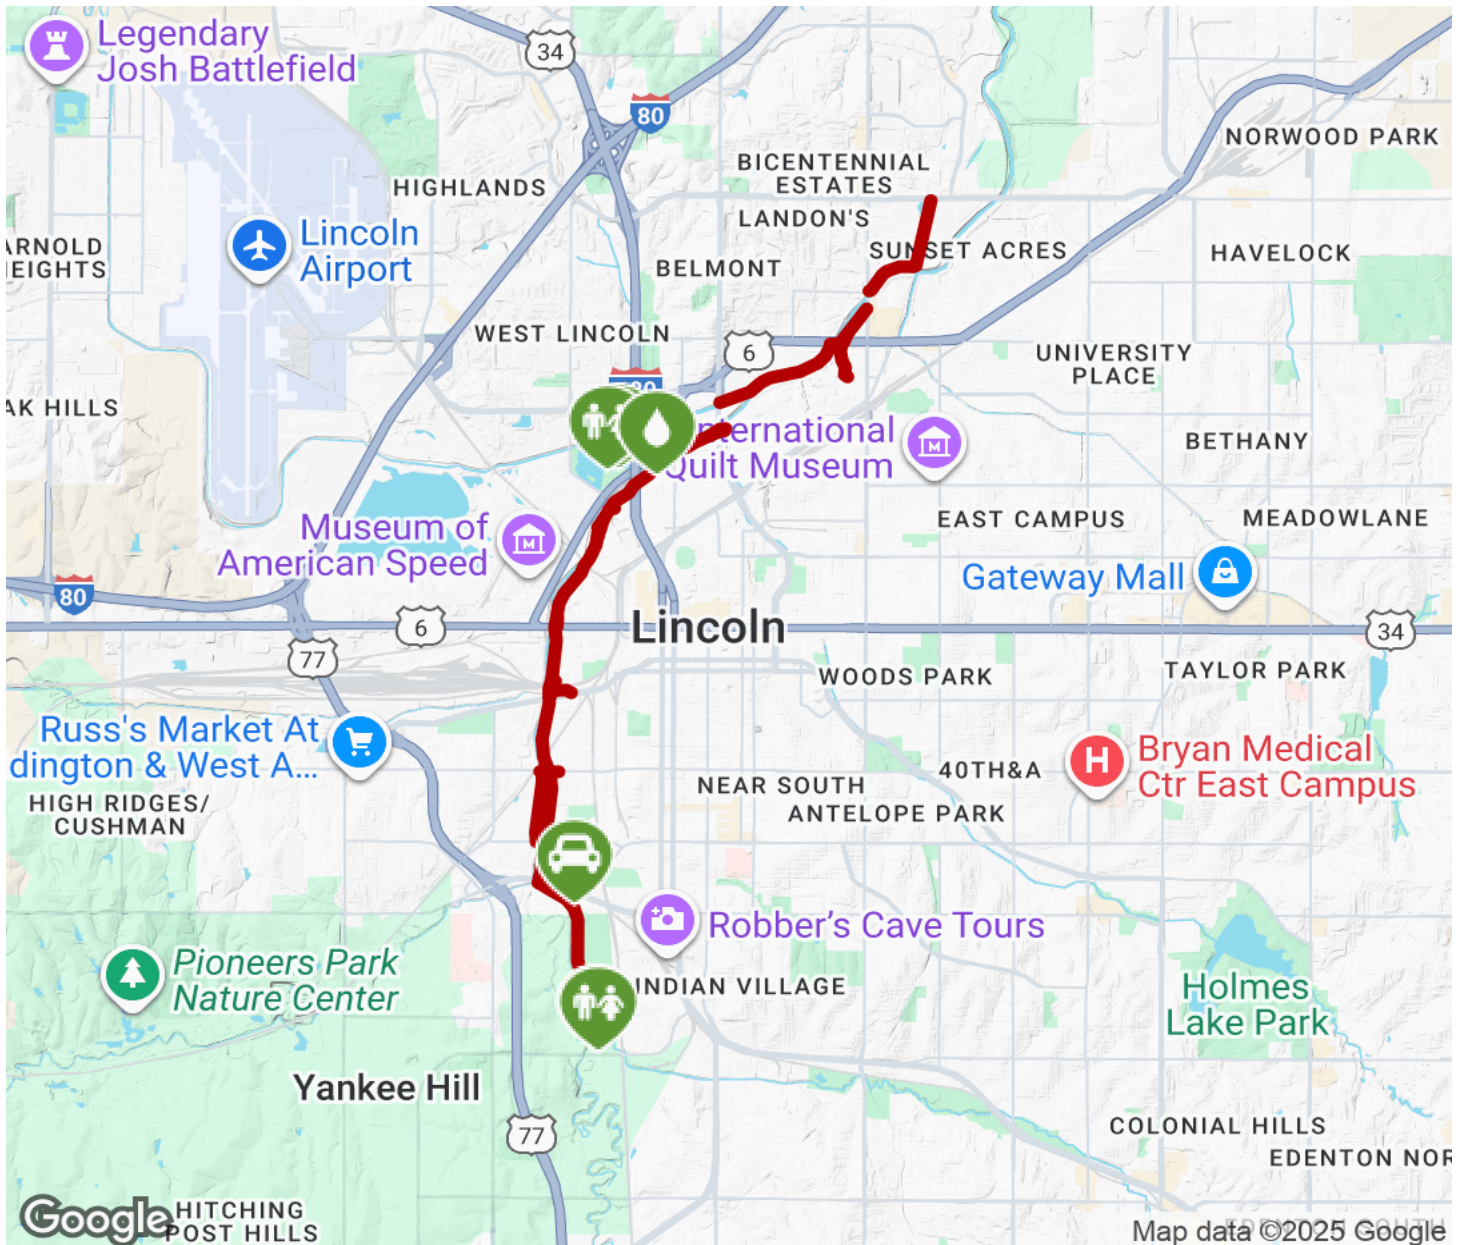 Legendary
Josh Battlefield
34
80
NORWOOD PARK
BICENTENNIAL
ESTATES
HIGHLANDS
LANDON'S
Lincoln
Airport
ARNOLD
HEIGHTS
SUNSET ACRES
HAVELOCK
BELMONT
WEST LINCOLN
6
UNIVERSITY
PLACE
80
AK HILLS
nternational
Quilt Museum
BETHANY
Museum of
American Speed
EAST CAMPUS
MEADOWLANE
Gateway Mall
80
6
Lincoln
34
77
WOODS PARK
TAYLOR PARK
Russ's Market At
dington & West A...
Bryan Medical
Ctr East Campus
H
NEAR SOUTH
40TH&A
HIGH RIDGES/
CUSHMAN
ANTELOPE PARK
Robber's Cave Tours
Pioneers Park
Nature Center
INDIAN VILLAGE
Holmes
Lake Park
Yankee Hill
77
COLONIAL HILLS
EDENTON NOR
Google
HITCHING
POST HILLS
Map data ©2025 Google